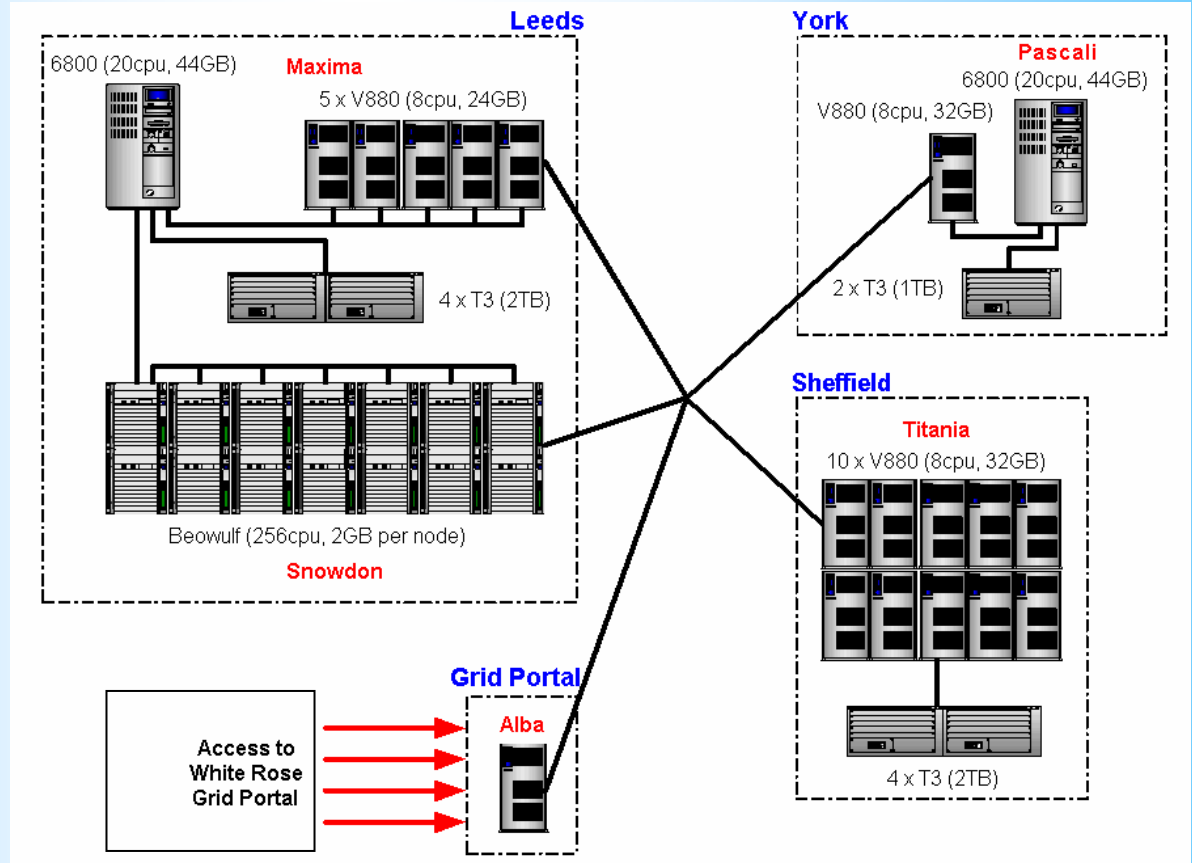 Leeds
6800 (20cpu, 44GB)
Maxima
5 x V880 (8cpu, 24GB)
4 x T3 (2TB)
Beowulf (256cpu, 2GB per node)
Snowdon
York
Pascali
6800 (20cpu, 44GB)
V880 (8cpu, 32GB)
2 x T3 (1TB)
Sheffield
Titania
10 x V880 (8cpu, 32GB)
4 x T3 (2TB)
Grid Portal
Alba
Access to
White Rose
Grid Portal